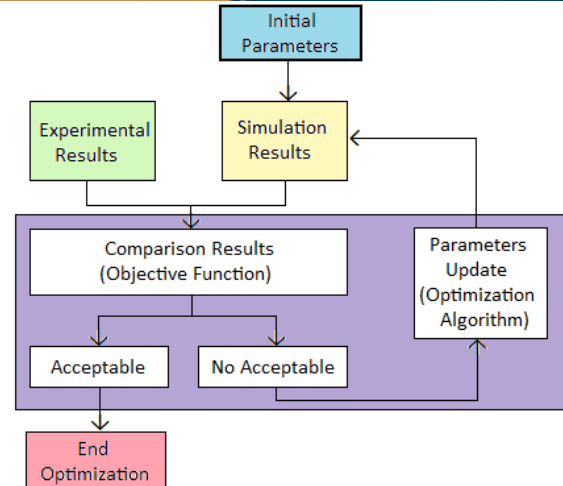 Initial
Parameters
Experimental
Results
Simulation
Results
Comparison Results
(Objective Function)
Parameters
Update
(Optimization
Algorithm)
Acceptable
No Acceptable
End
Optimization